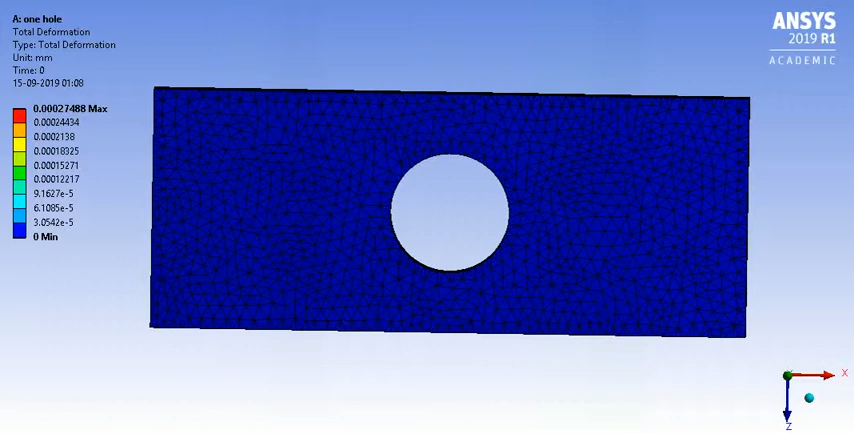 A: one hole
Total Deformation
Type: Total Deformation
Unit: mm
Time: 0
15-09-2019 01:08
0.00027488 Max
0.00024434
0.0002138
0.00018325
0.00015271
0.00012217
9.1627e-5
6.1085e-5
3.0542e-5
0 Min
ANSYS
2019 R1
ACADEMIC
X
Z